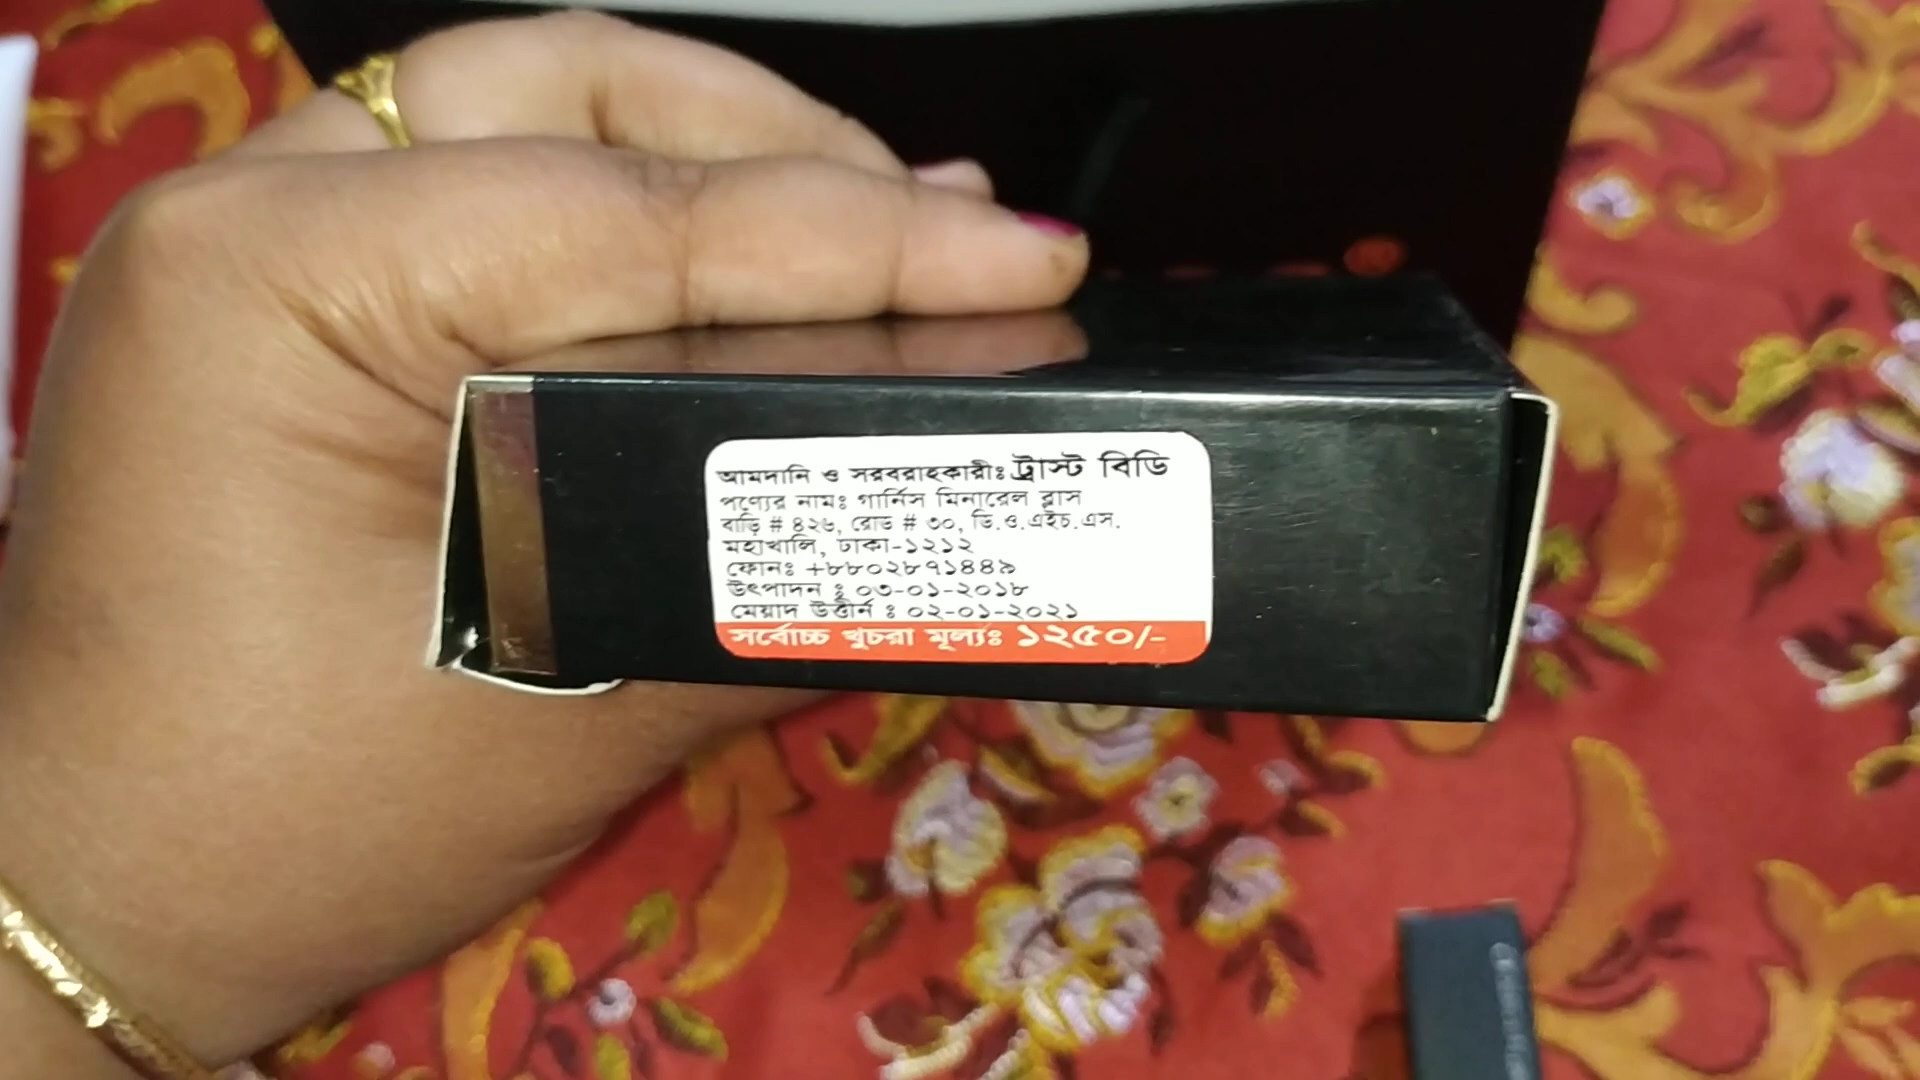 আমদানি ও সরবরাহকারীঃ ট্রাস্ট বিডি
পণ্যের নামঃ গার্নিস মিনারেল ব্লাস
বাড়ি # ৪২৬, রোড # ৩০, ডি.ও.এইচ.এস.
মহাখালি, ঢাকা-১২১২
ফোনঃ +৮৮০২৮৭১৪৪৯
উৎপাদন ঃ ০৩-০১-২০১৮
মেয়াদ উত্তীর্ন ঃ ০২-০১-২০২১
সর্বোচ্চ খুচরা মূল্যঃ ১২৫০/-